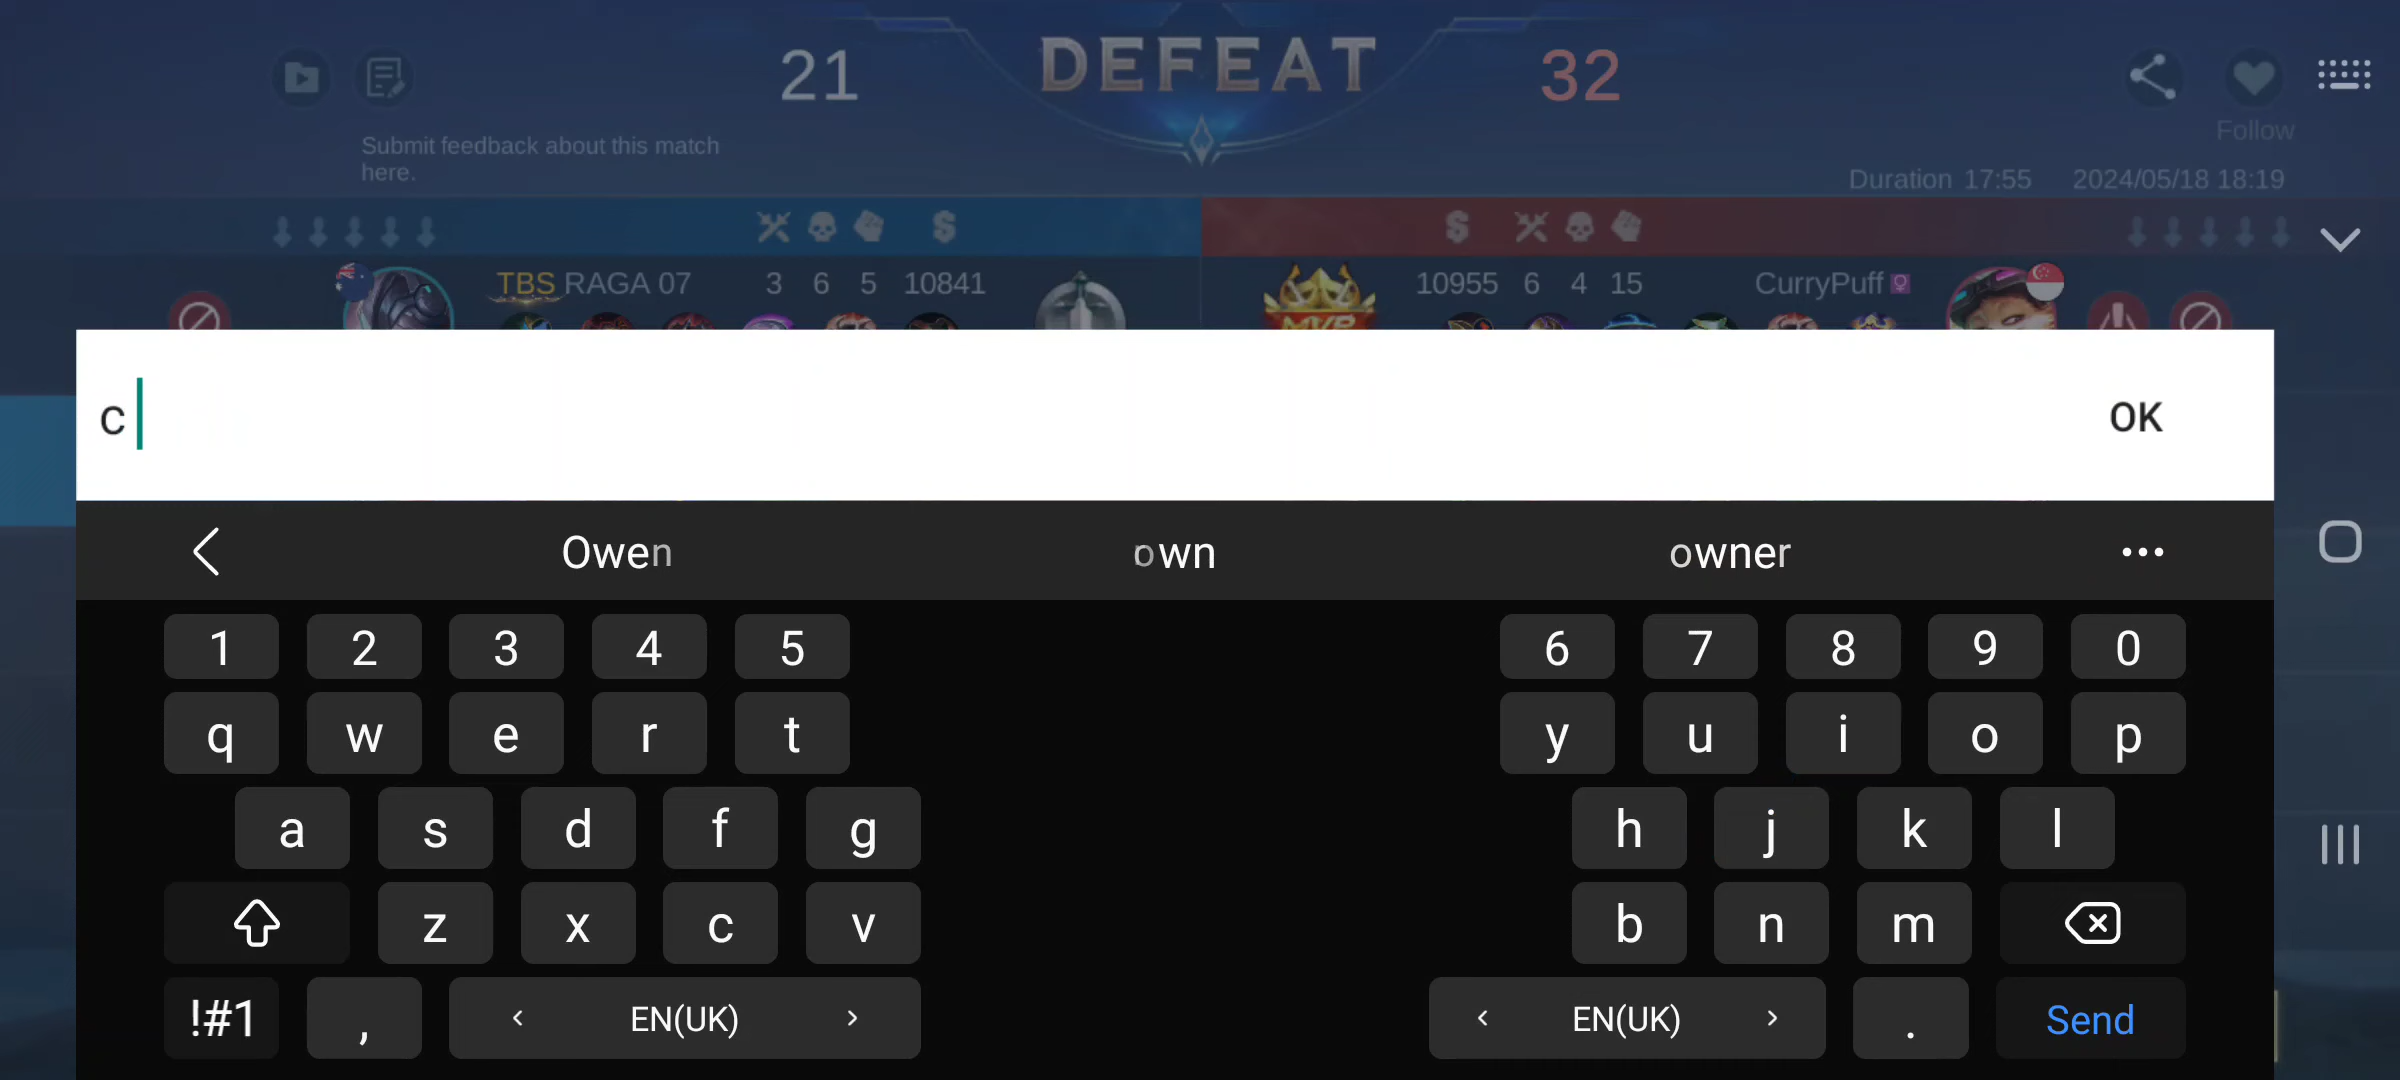 21 DEFEAT 32
Follow
Submit feedback about this match
here.
Duration 17:55 2024/05/18 18:19
TBS RAGA 07 3 6 5 10841 10955 6 4 15 CurryPuff
MVP
c OK
Owen own owner
1 2 3 4 5 6 7 8 9 0
q w e r t y u i o p
a s d f g h j k l
z x c v b n m
!#1 , < EN(UK) > < EN(UK) > . Send